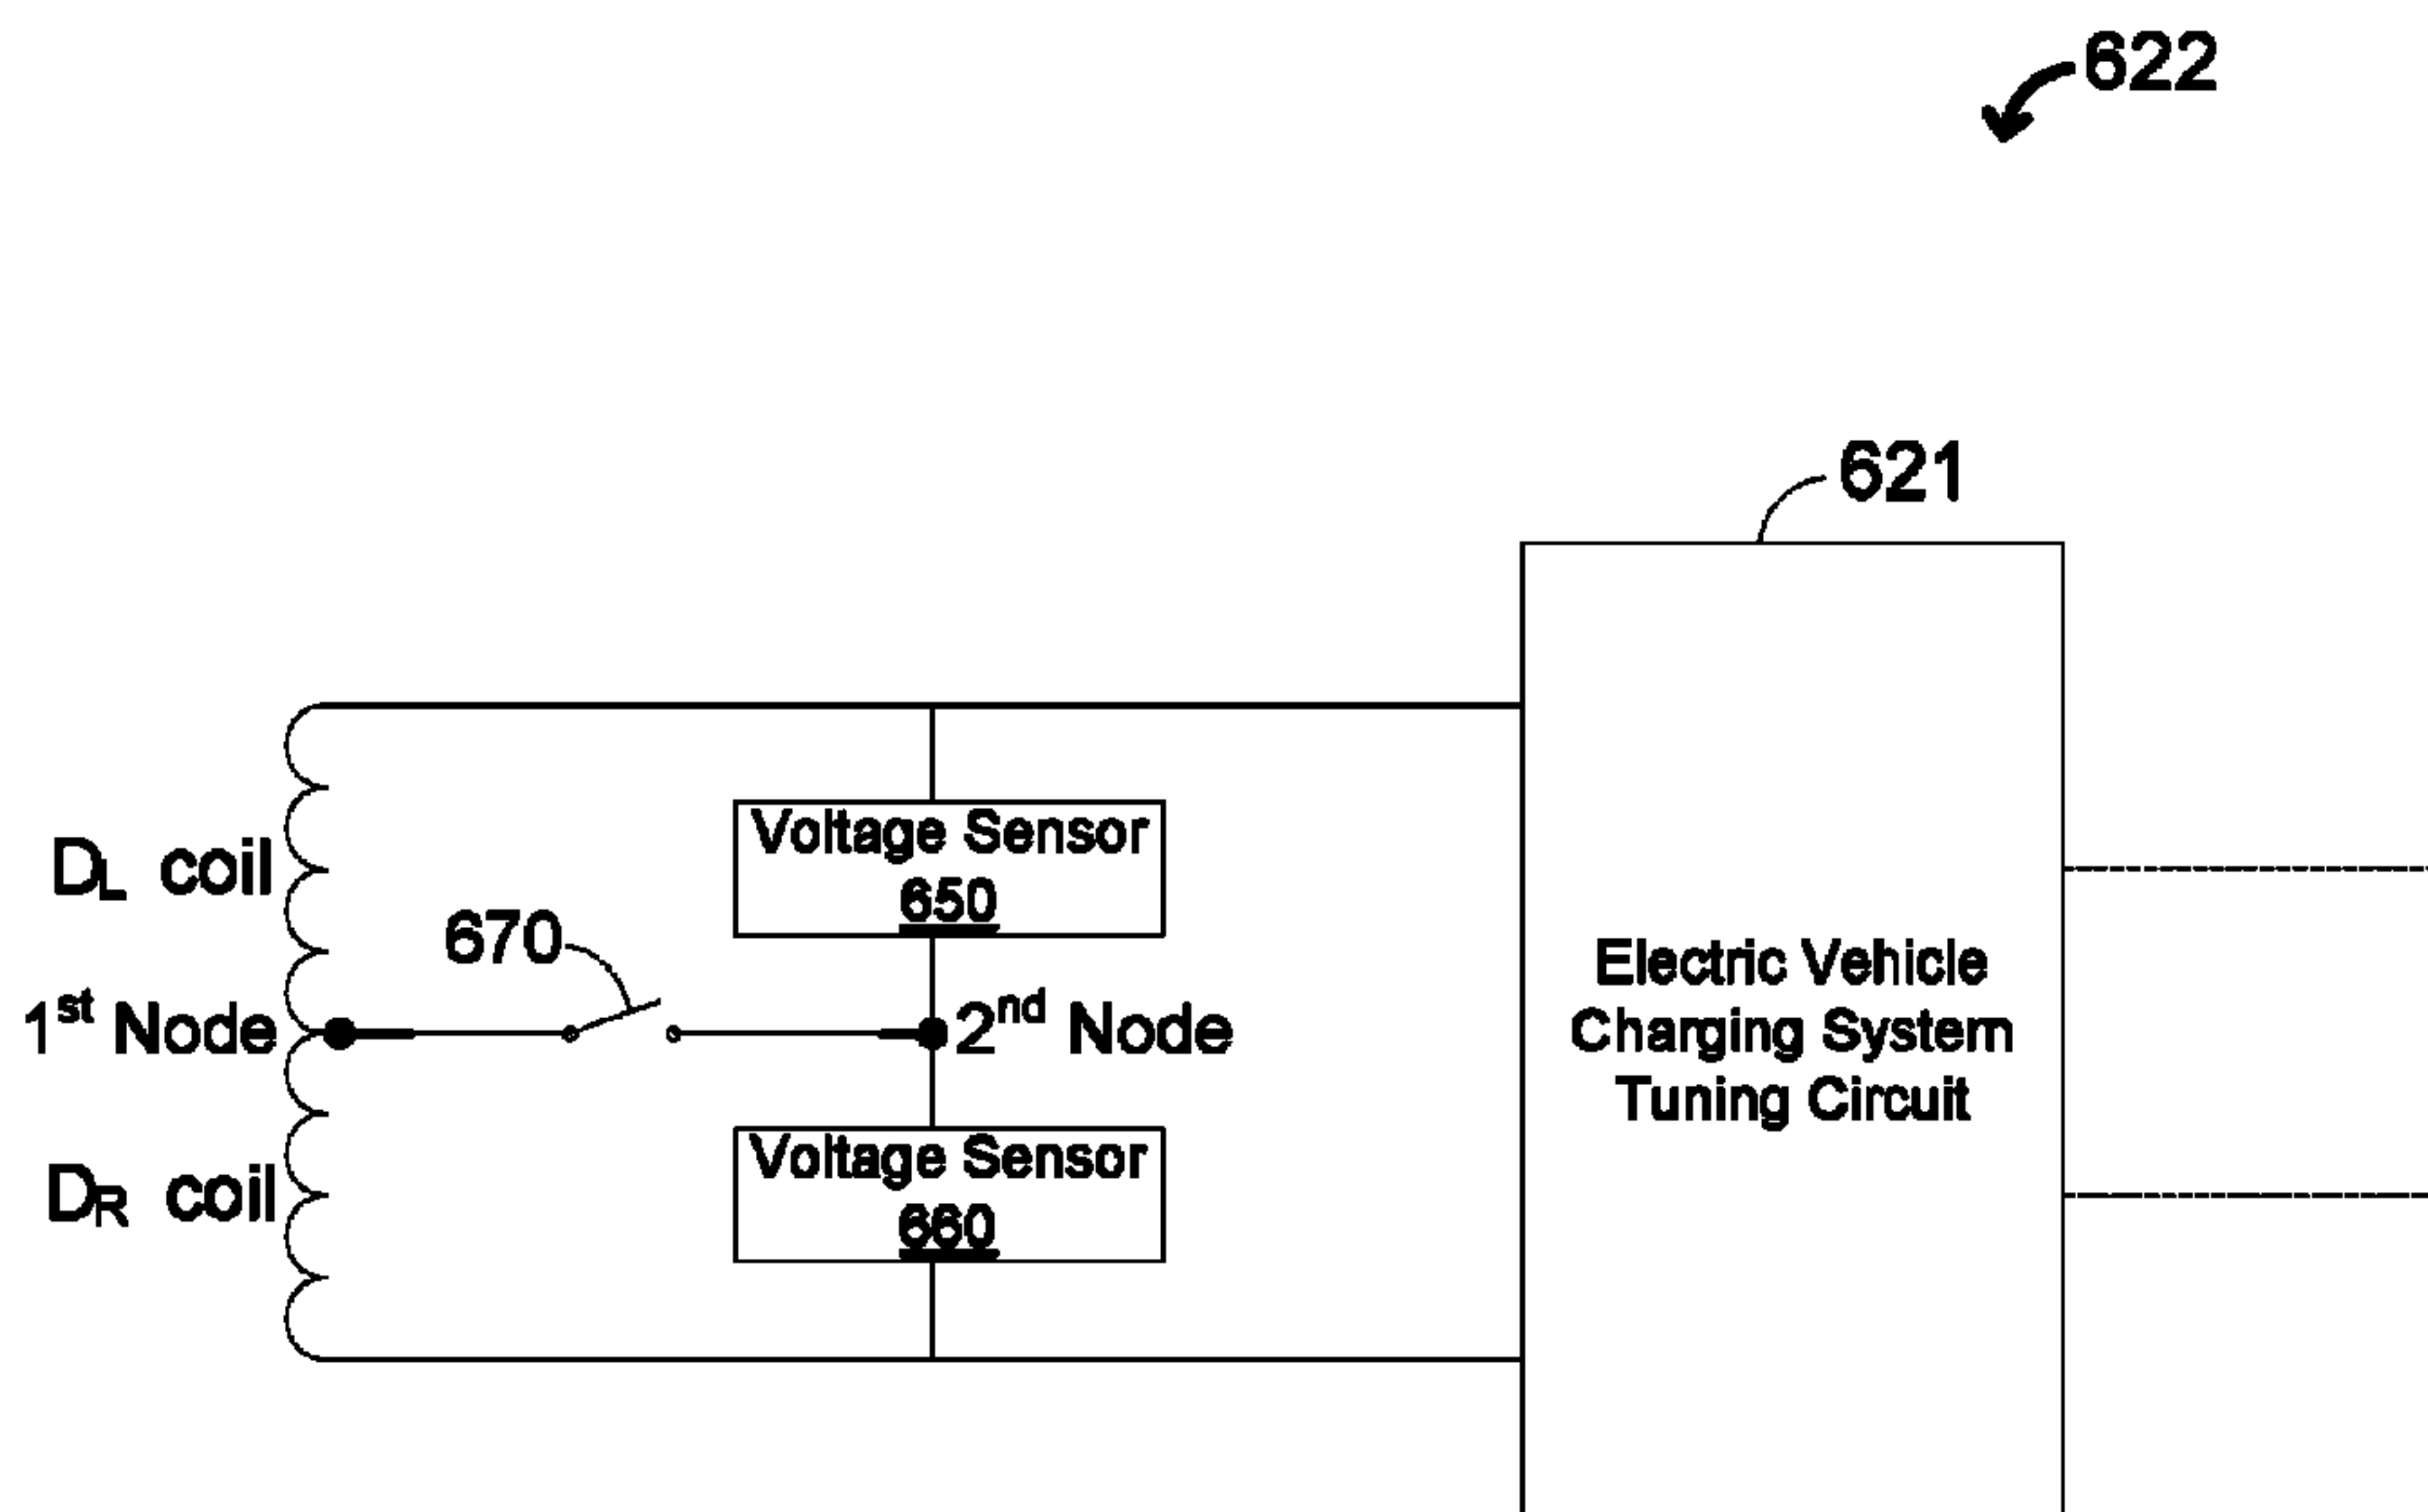 622
621
Voltage Sensor
650
DL coil
670
Electric Vehicle
1st Node
2nd Node
Charging System
Tuning Circuit
Voltage Sensor
660
DR coil